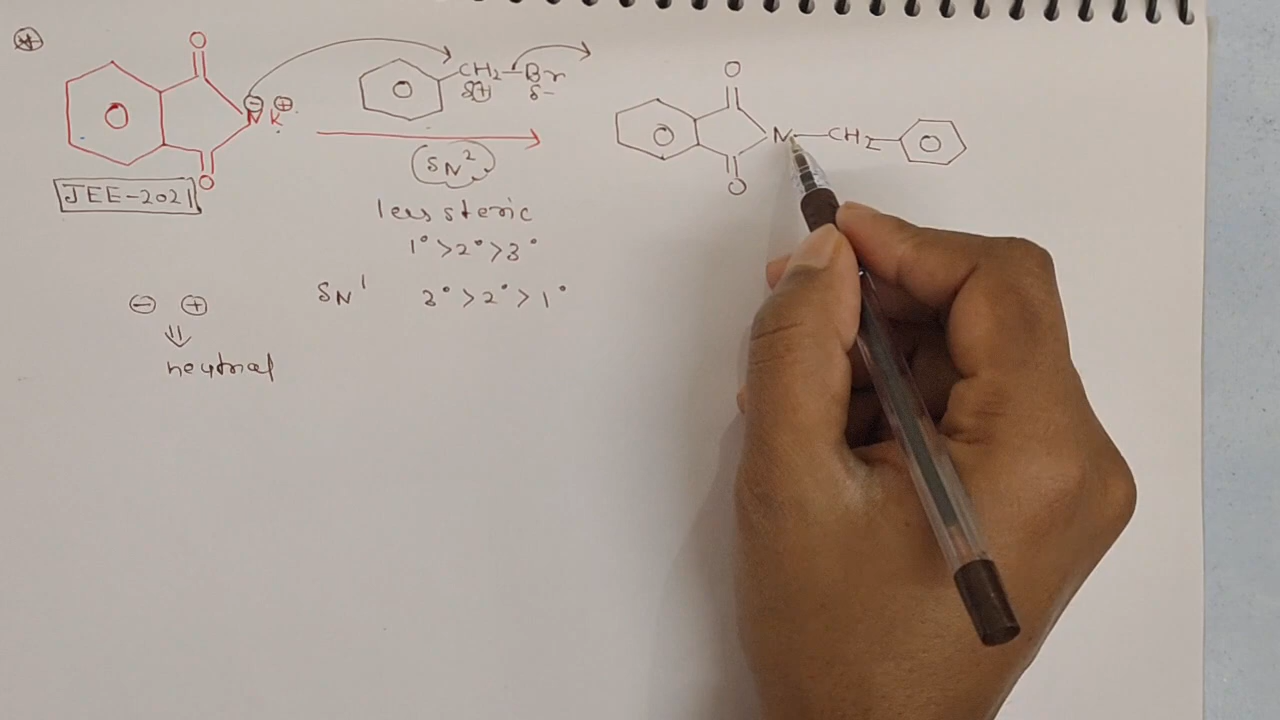 O
CH₂—Br
δ⊕ δ−
N⊖ K⊕
O
JEE-2021
SN²
less steric
1° > 2° > 3°
SN¹ 3° > 2° > 1°
⊖ ⊕
⇓
neutral
O
N—CH₂
O